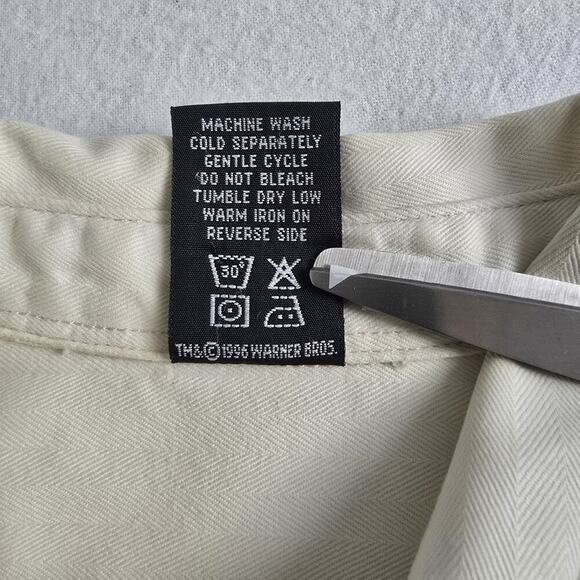 MACHINE WASH
COLD SEPARATELY
GENTLE CYCLE
DO NOT BLEACH
TUMBLE DRY LOW
WARM IRON ON
REVERSE SIDE
30°
TM&©1996 WARNER BROS.